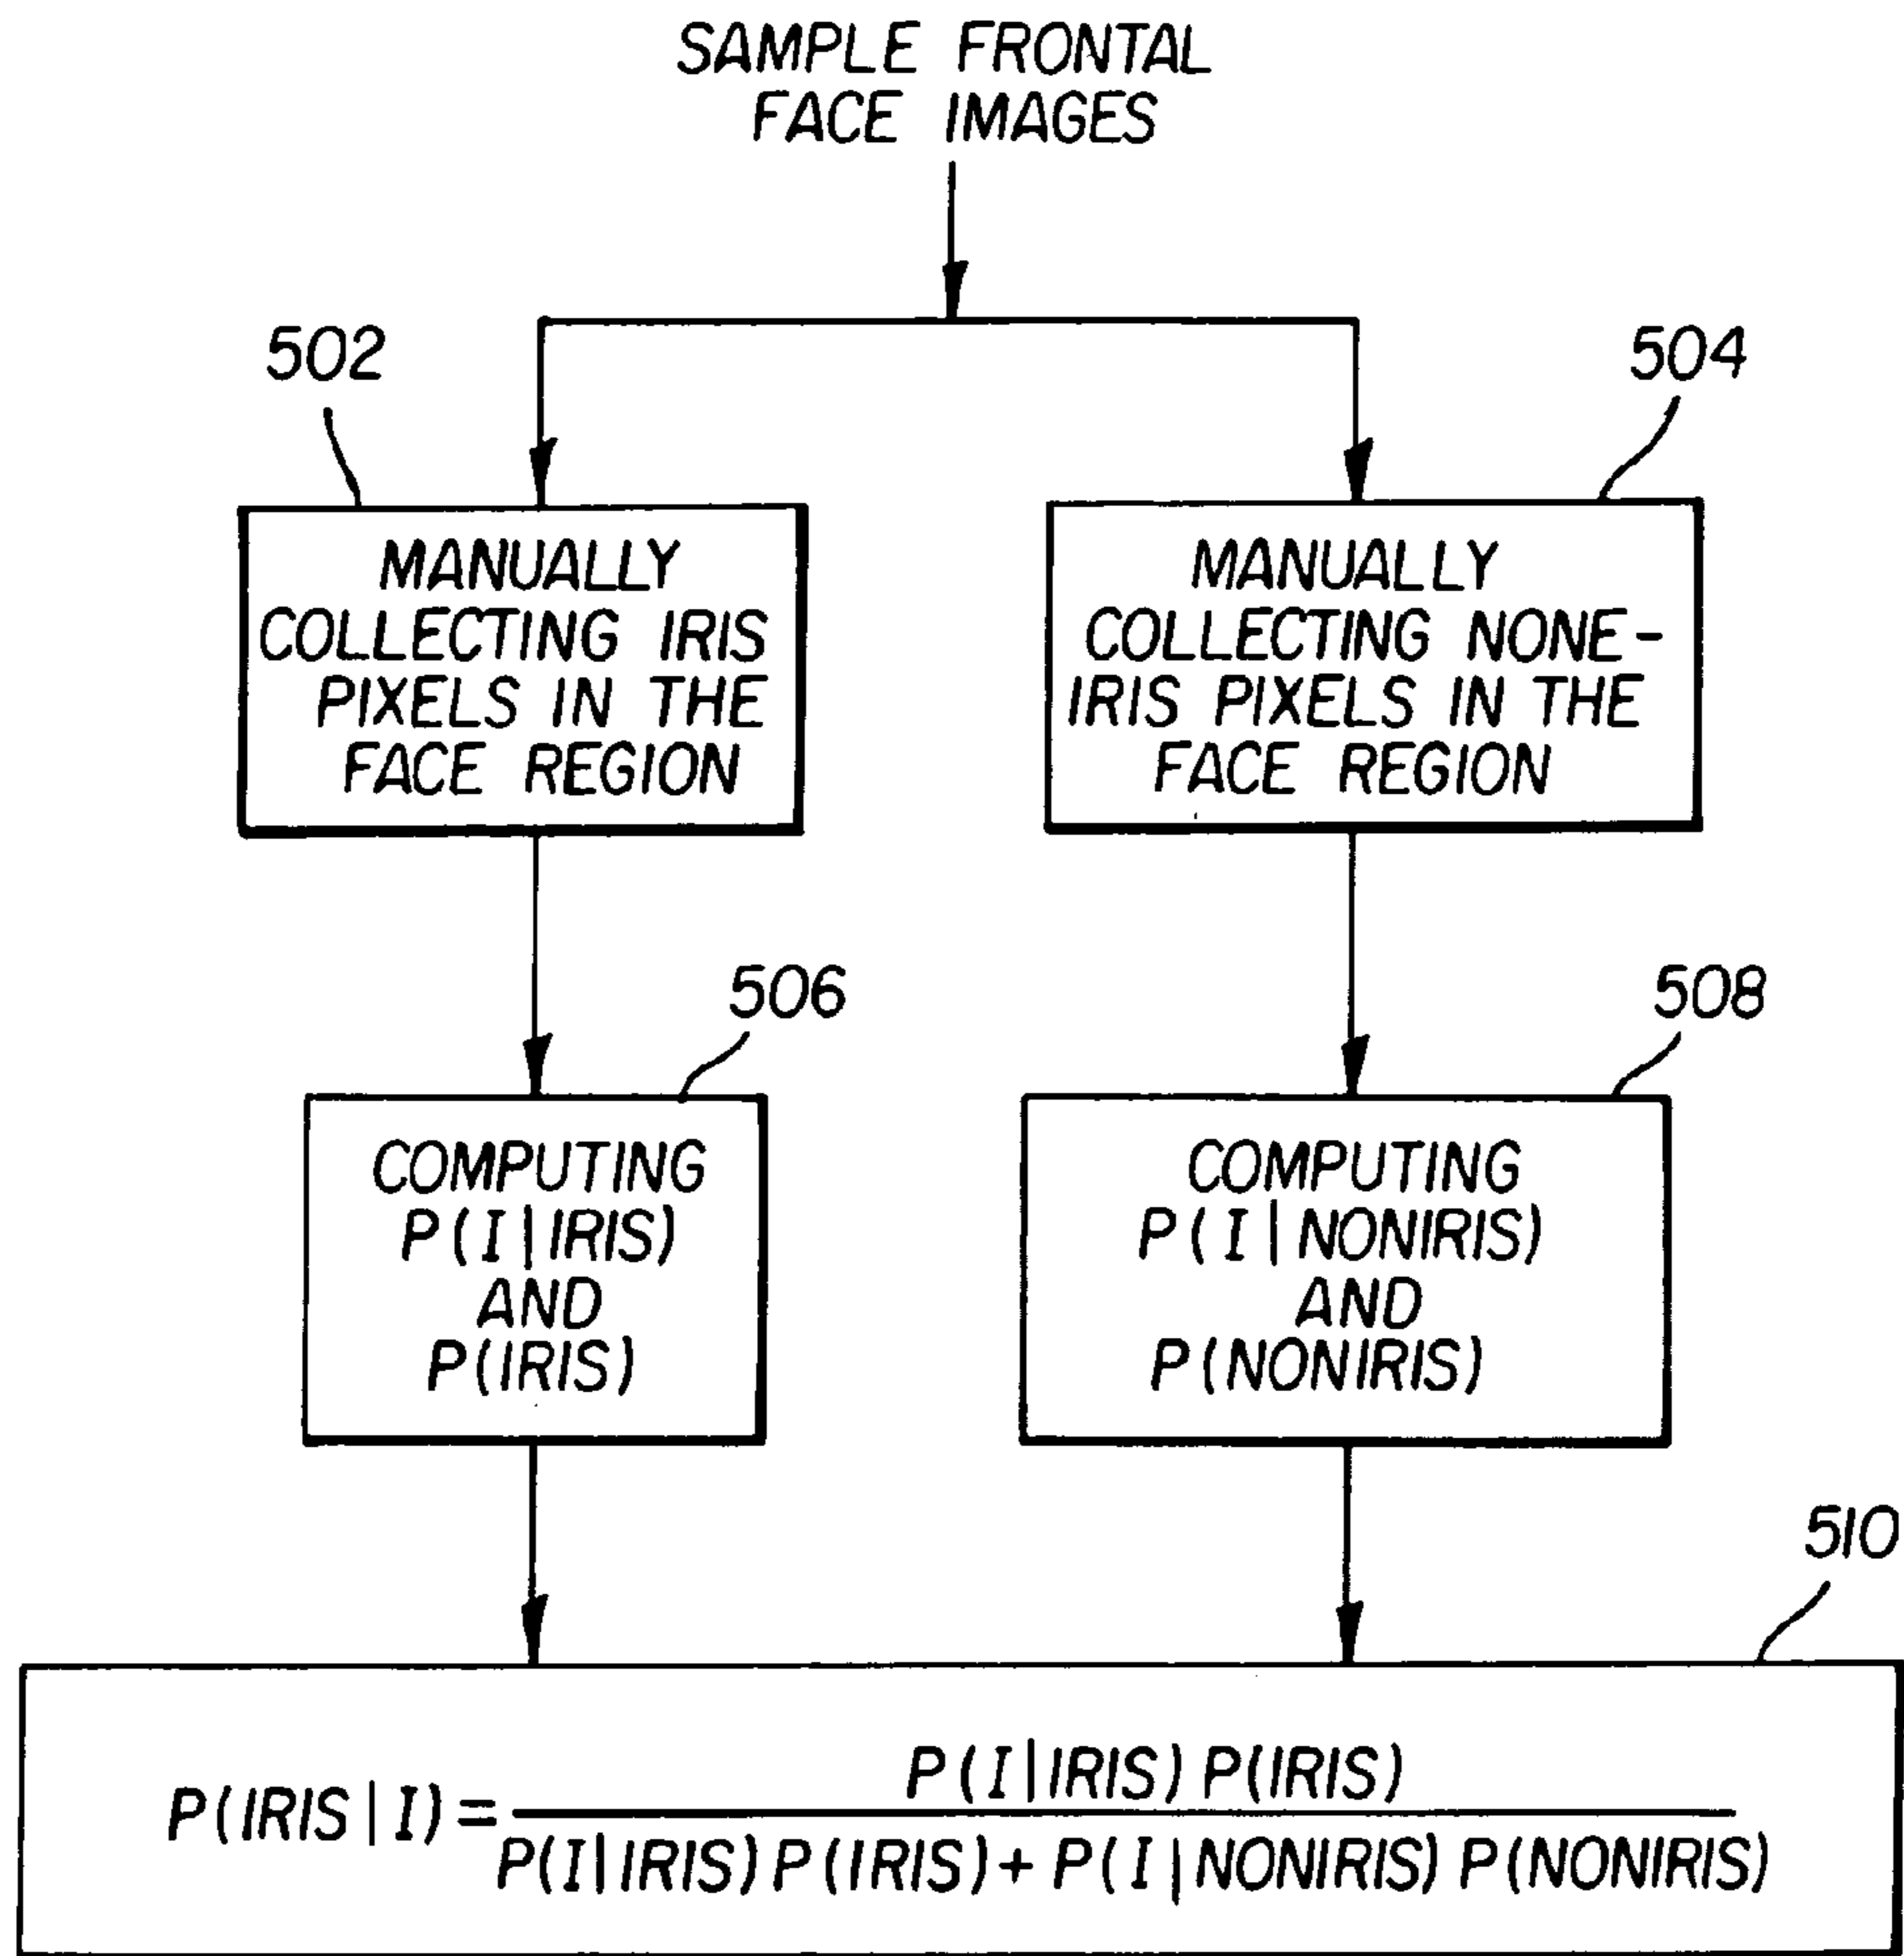 SAMPLE FRONTAL
FACE IMAGES
502
504
MANUALLY
COLLECTING IRIS
PIXELS IN THE
FACE REGION
MANUALLY
COLLECTING NONE-
IRIS PIXELS IN THE
FACE REGION
506
508
COMPUTING
P(I|IRIS)
AND
P(IRIS)
COMPUTING
P(I|NONIRIS)
AND
P(NONIRIS)
510
P(I|IRIS) P(IRIS)
P(IRIS|I)=
P(I|IRIS) P(IRIS)+ P(I|NONIRIS) P(NONIRIS)